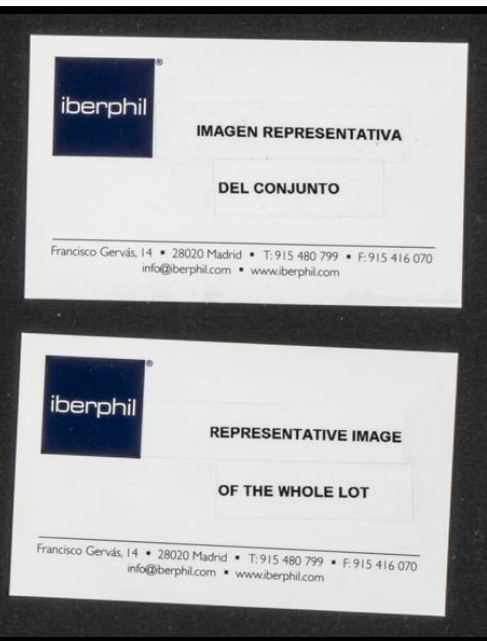 iberphil®
IMAGEN REPRESENTATIVA
DEL CONJUNTO
Francisco Gervás, 14 ▪ 28020 Madrid ▪ T: 915 480 799 ▪ F: 915 416 070
info@iberphil.com ▪ www.iberphil.com
iberphil®
REPRESENTATIVE IMAGE
OF THE WHOLE LOT
Francisco Gervás, 14 ▪ 28020 Madrid ▪ T: 915 480 799 ▪ F: 915 416 070
info@iberphil.com ▪ www.iberphil.com